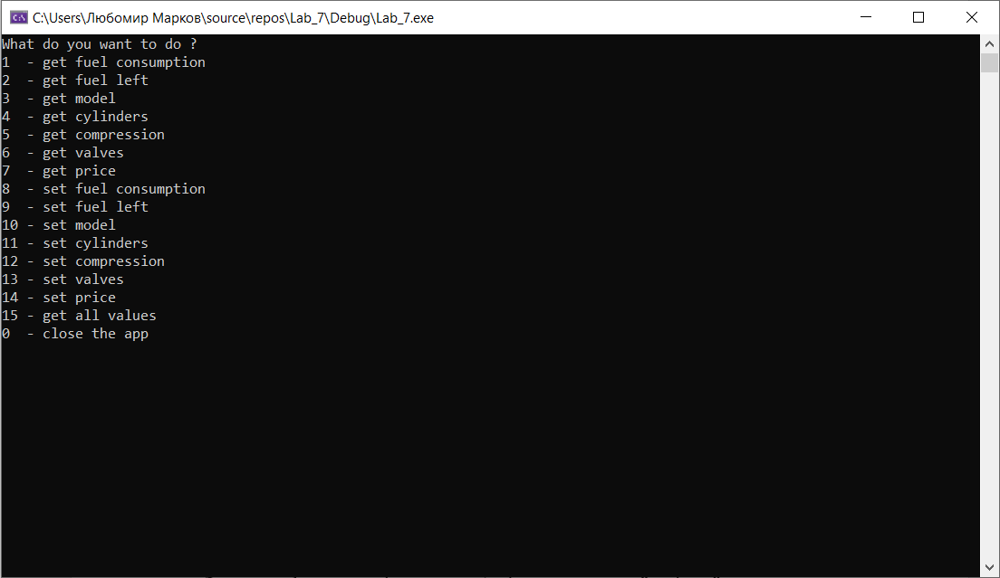 C:\Users\Любомир Марков\source\repos\Lab_7\Debug\Lab_7.exe
What do you want to do ?
1  - get fuel consumption
2  - get fuel left
3  - get model
4  - get cylinders
5  - get compression
6  - get valves
7  - get price
8  - set fuel consumption
9  - set fuel left
10 - set model
11 - set cylinders
12 - set compression
13 - set valves
14 - set price
15 - get all values
0  - close the app